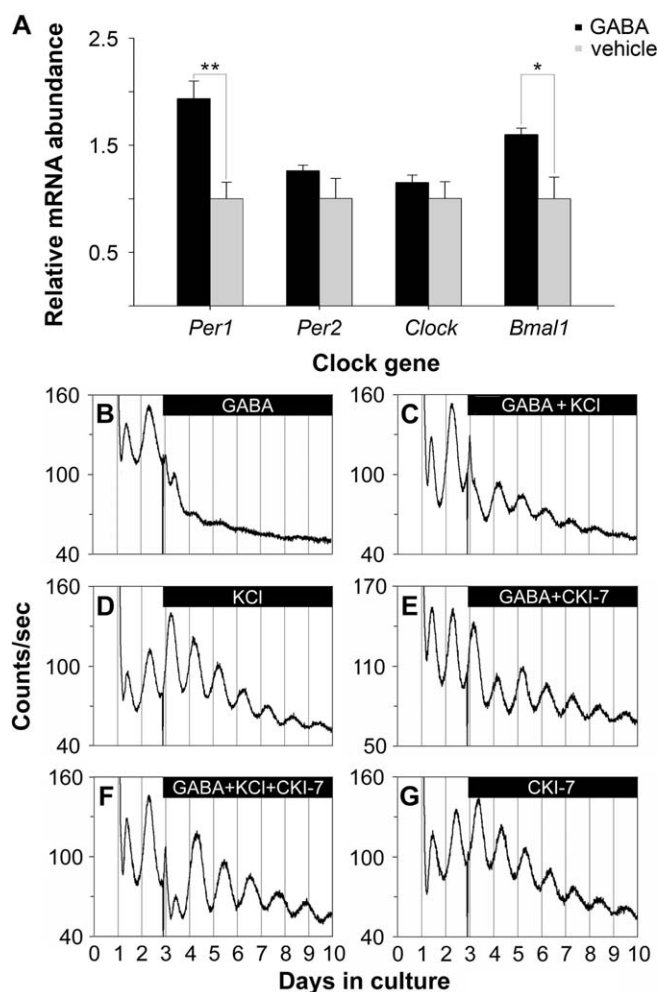 A
GABA
vehicle
Relative mRNA abundance
2.5
1.5
0.5
**
*
Per1 Per2 Clock Bmal1
Clock gene
Counts/sec
B
GABA
160
100
40
C
GABA + KCl
160
100
40
D
KCl
160
100
40
E
GABA+CKI-7
170
110
50
F
GABA+KCl+CKI-7
160
100
40
0 1 2 3 4 5 6 7 8 9 10
G
CKI-7
160
100
40
0 1 2 3 4 5 6 7 8 9 10
Days in culture